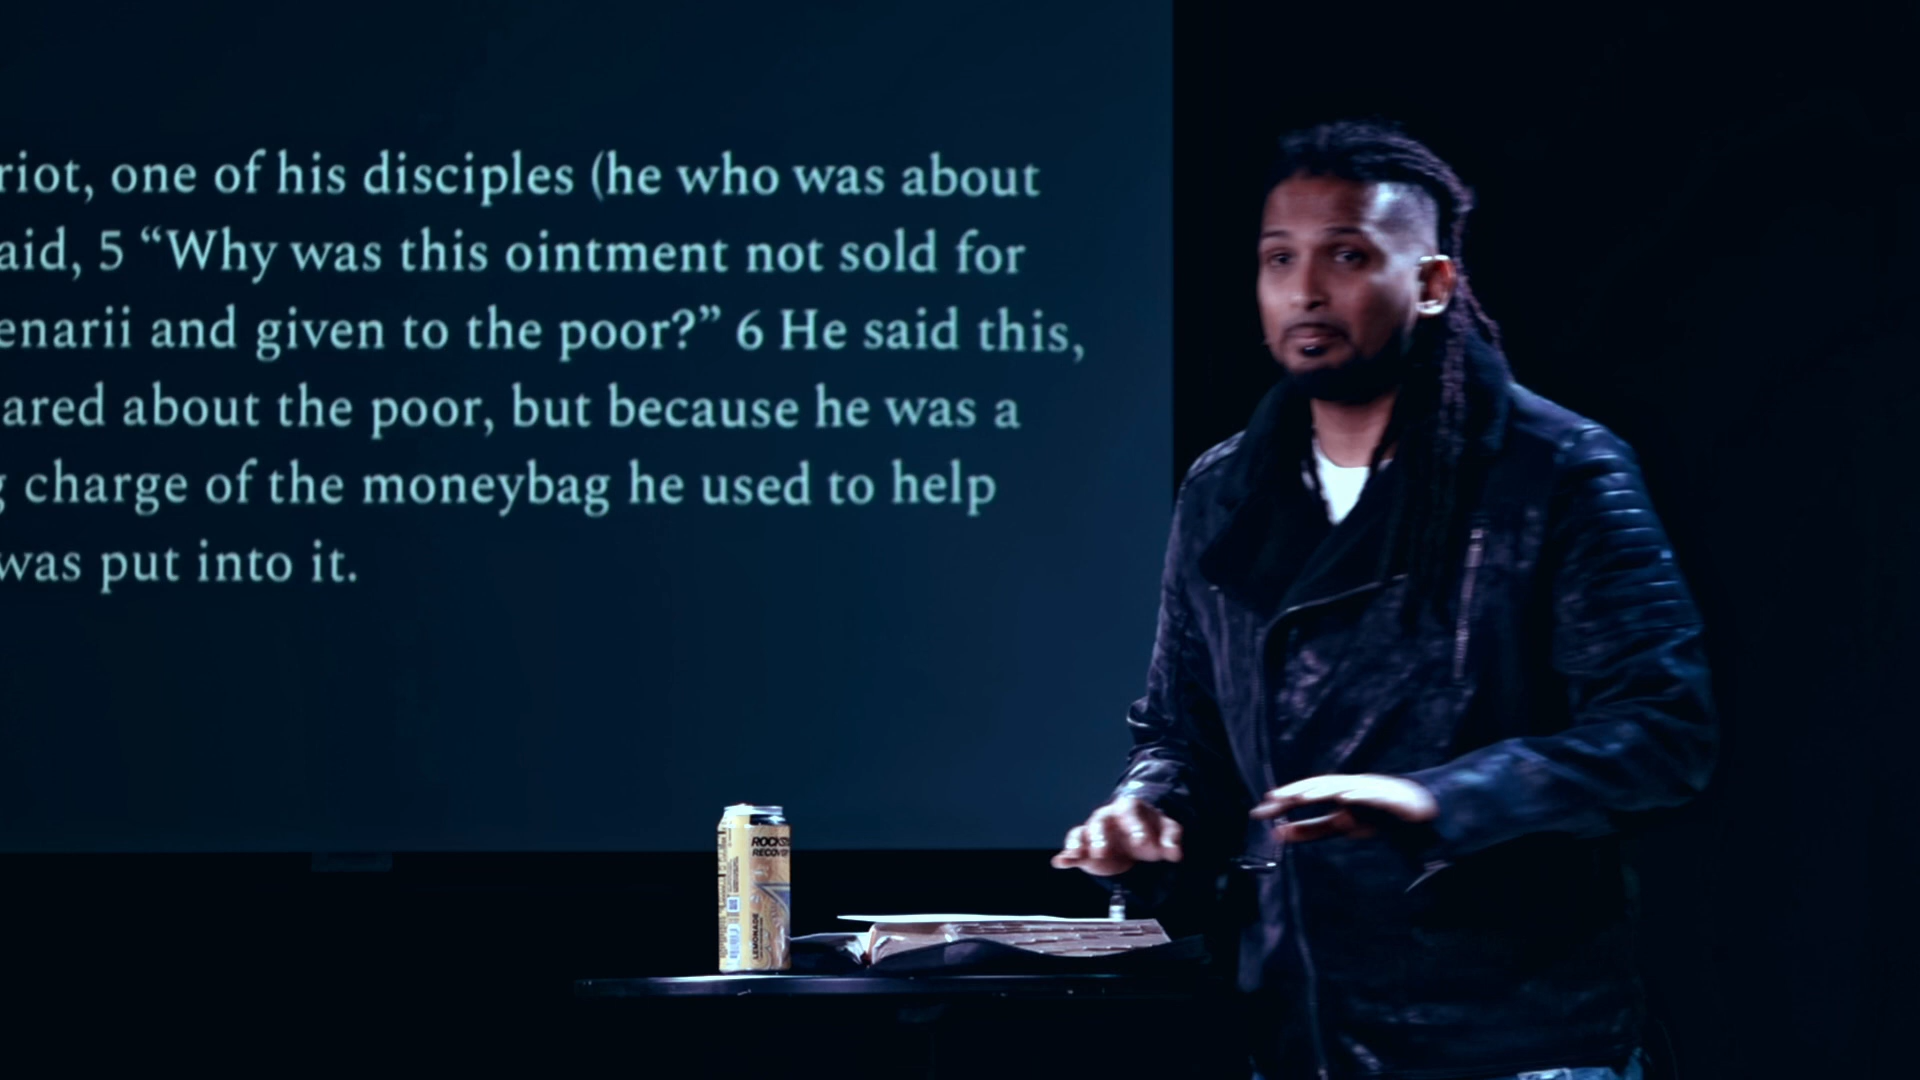 riot, one of his disciples (he who was about
aid, 5 “Why was this ointment not sold for
enarii and given to the poor?” 6 He said this,
ared about the poor, but because he was a
g charge of the moneybag he used to help
was put into it.
ROCKST
RECOV
LEMONADE